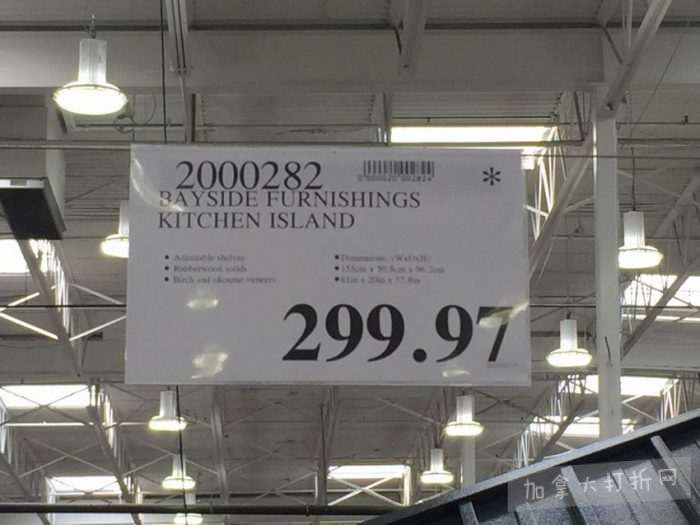 2000282
*
BAYSIDE FURNISHINGS
KITCHEN ISLAND
• Adjustable shelves
• Rubberwood solids
• Birch and okoume veneers
• Dimensions: (WxDxH)
• 155cm x 50.8cm x 96.2cm
• 61in x 20in x 37.8in
299.97
加拿大打折网